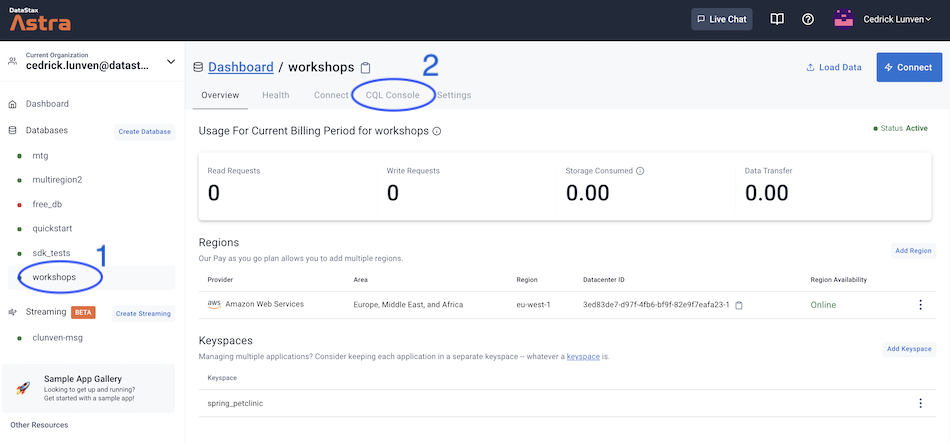 DataStax
Astra
Live Chat
Cedrick Lunven
Current Organization
cedrick.lunven@datast...
Dashboard
Databases
Create Database
mtg
multiregion2
free_db
quickstart
sdk_tests
1
workshops
Streaming BETA
Create Streaming
clunven-msg
Sample App Gallery
Looking to get up and running?
Get started with a sample app!
Other Resources
Dashboard / workshops
2
Load Data
Connect
Overview Health Connect CQL Console Settings
Usage For Current Billing Period for workshops
Status Active
Read Requests Write Requests Storage Consumed Data Transfer
0 0 0.00 0.00
Regions
Our Pay as you go plan allows you to add multiple regions.
Add Region
Provider Area Region Datacenter ID Region Availability
aws Amazon Web Services Europe, Middle East, and Africa eu-west-1 3ed83de7-d97f-4fb6-bf9f-82e9f7eafa23-1 Online
Keyspaces
Managing multiple applications? Consider keeping each application in a separate keyspace -- whatever a keyspace is.
Add Keyspace
Keyspace
spring_petclinic